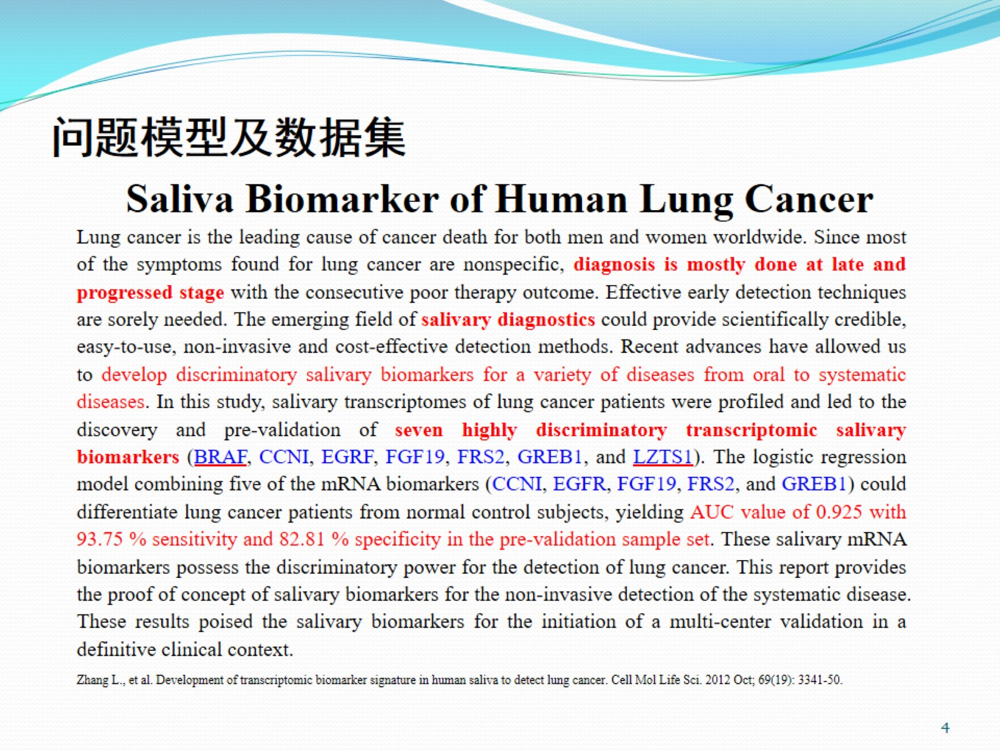 问题模型及数据集
Saliva Biomarker of Human Lung Cancer
Lung cancer is the leading cause of cancer death for both men and women worldwide. Since most
of the symptoms found for lung cancer are nonspecific, diagnosis is mostly done at late and
progressed stage with the consecutive poor therapy outcome. Effective early detection techniques
are sorely needed. The emerging field of salivary diagnostics could provide scientifically credible,
easy-to-use, non-invasive and cost-effective detection methods. Recent advances have allowed us
to develop discriminatory salivary biomarkers for a variety of diseases from oral to systematic
diseases. In this study, salivary transcriptomes of lung cancer patients were profiled and led to the
discovery and pre-validation of seven highly discriminatory transcriptomic salivary
biomarkers (BRAF, CCNI, EGRF, FGF19, FRS2, GREB1, and LZTS1). The logistic regression
model combining five of the mRNA biomarkers (CCNI, EGFR, FGF19, FRS2, and GREB1) could
differentiate lung cancer patients from normal control subjects, yielding AUC value of 0.925 with
93.75 % sensitivity and 82.81 % specificity in the pre-validation sample set. These salivary mRNA
biomarkers possess the discriminatory power for the detection of lung cancer. This report provides
the proof of concept of salivary biomarkers for the non-invasive detection of the systematic disease.
These results poised the salivary biomarkers for the initiation of a multi-center validation in a
definitive clinical context.
Zhang L., et al. Development of transcriptomic biomarker signature in human saliva to detect lung cancer. Cell Mol Life Sci. 2012 Oct; 69(19): 3341-50.
4